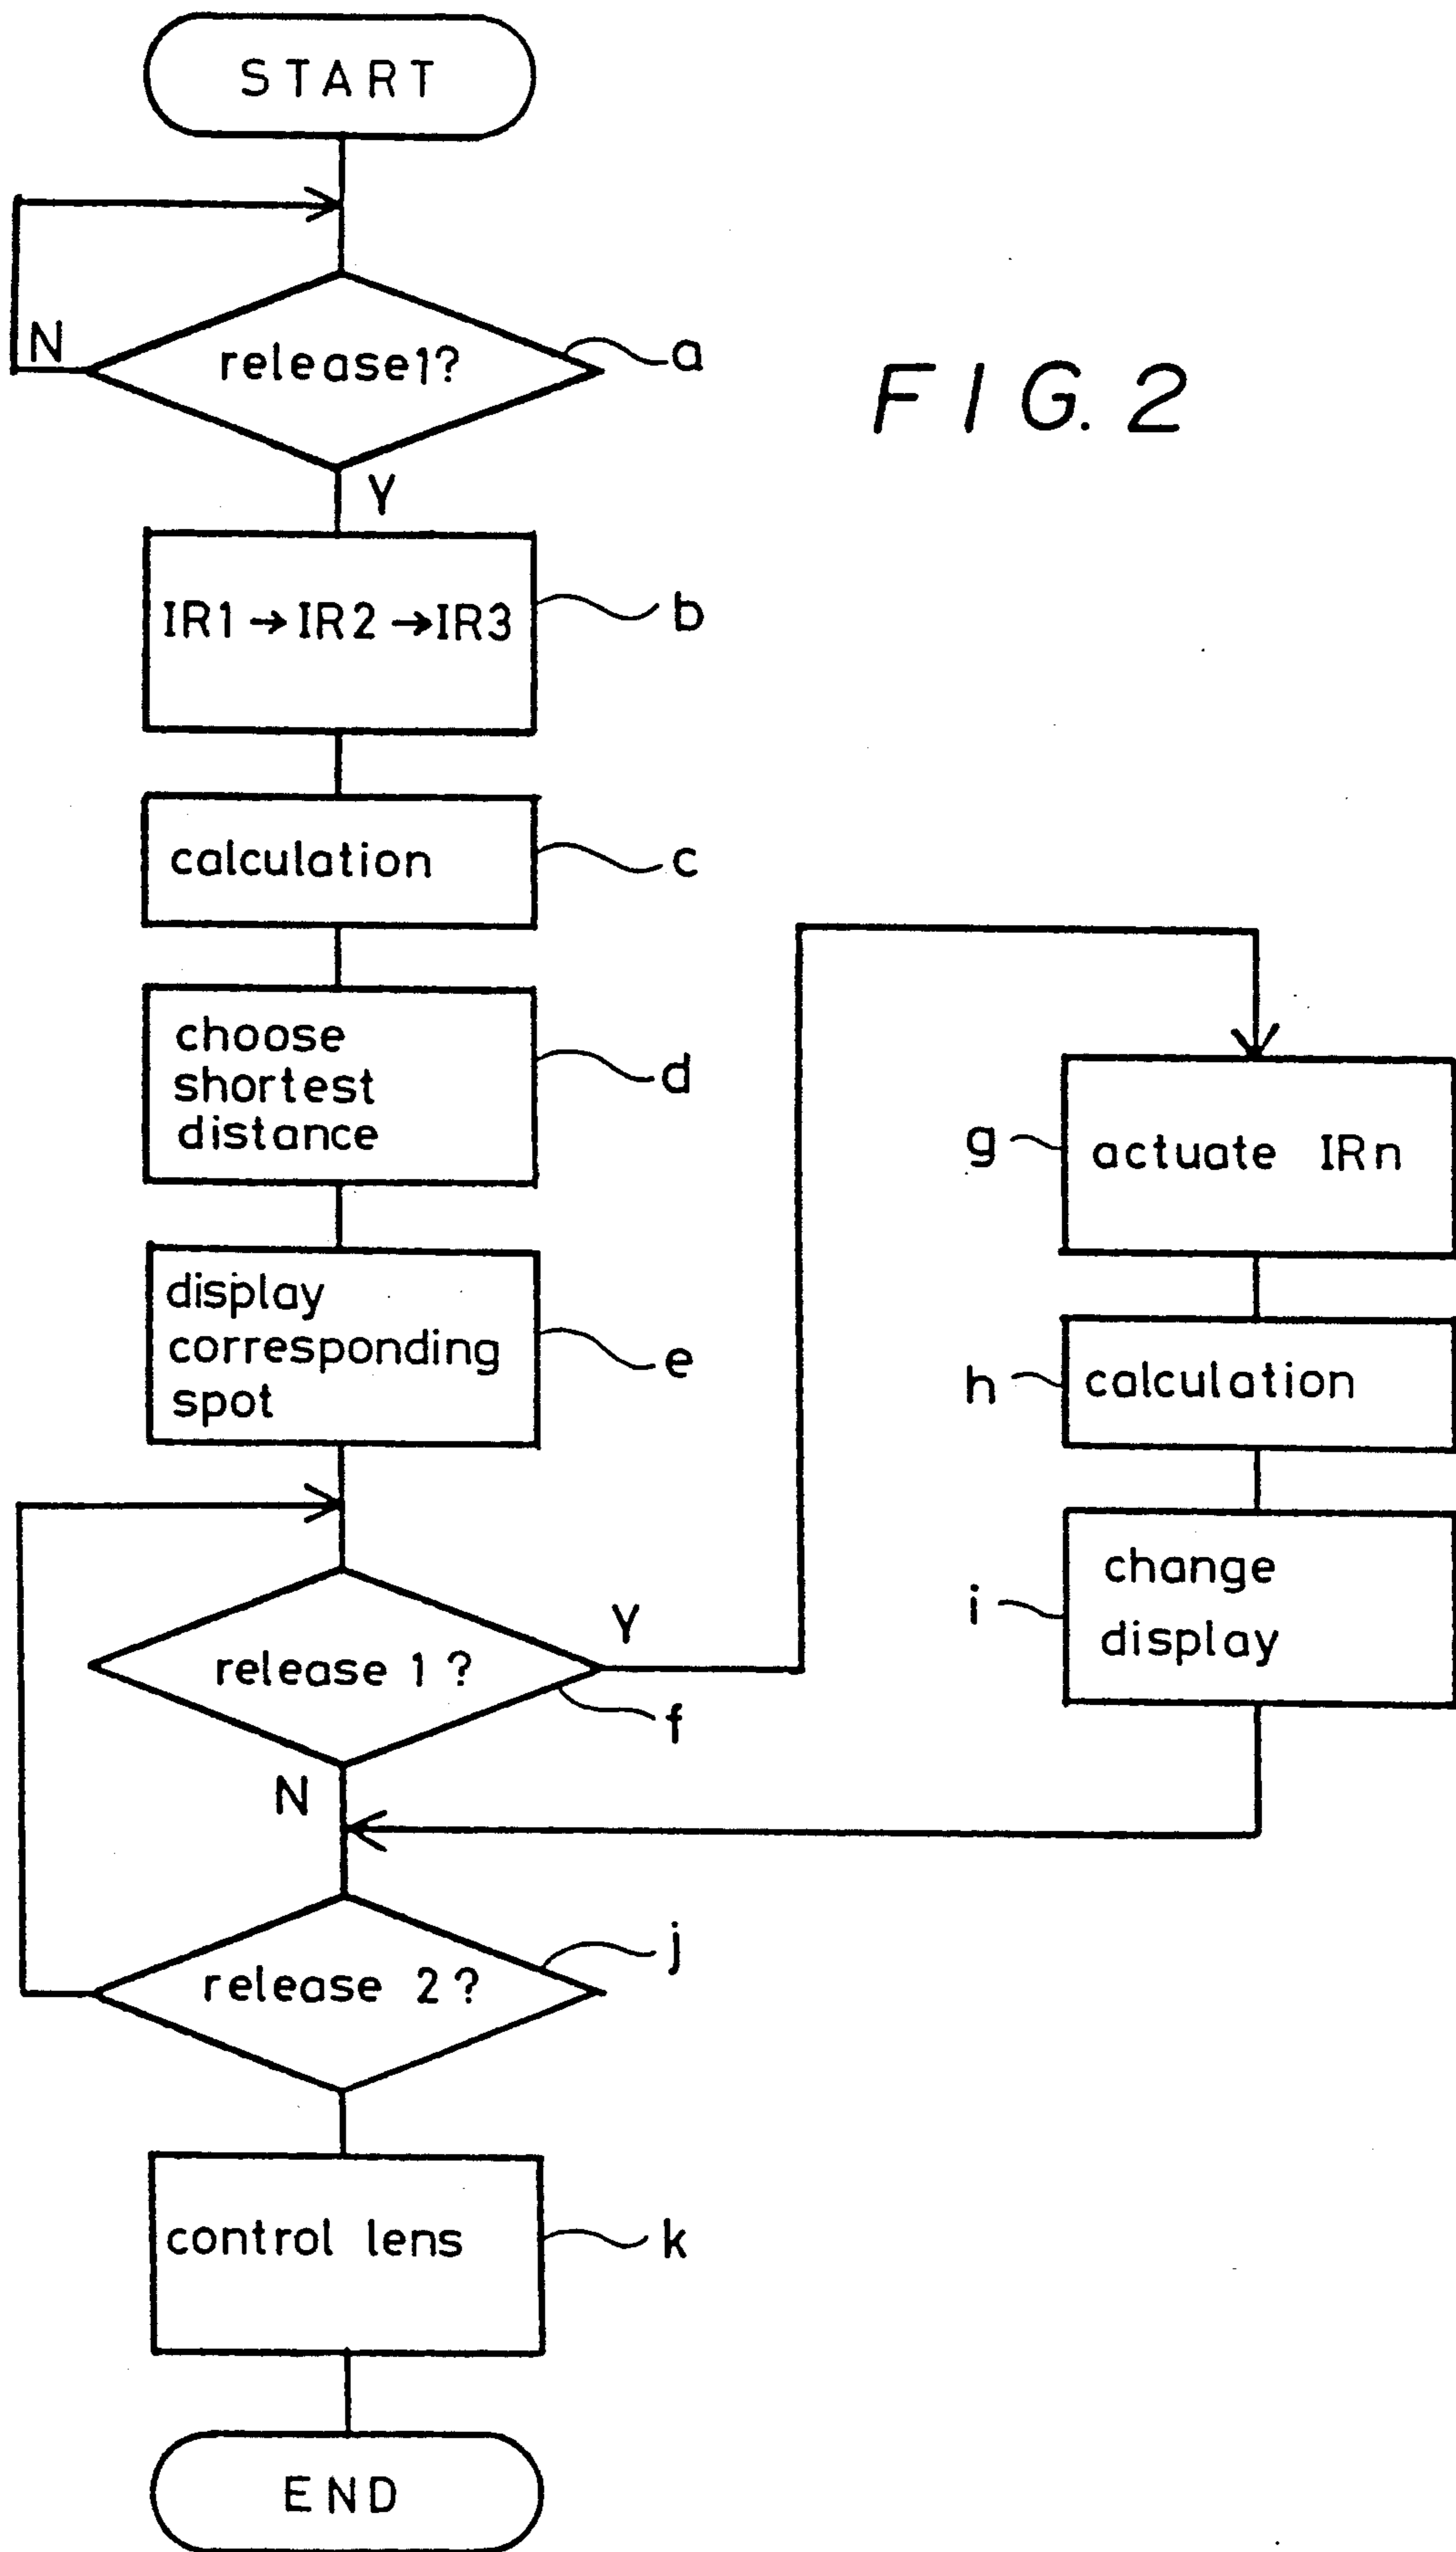 START
N
release1?
a
FIG. 2
Y
IR1→IR2→IR3
b
calculation
c
choose
shortest
distance
d
display
corresponding
spot
e
release 1?
Y
f
N
g
actuate IRn
h
calculation
i
change
display
release 2?
j
control lens
k
END